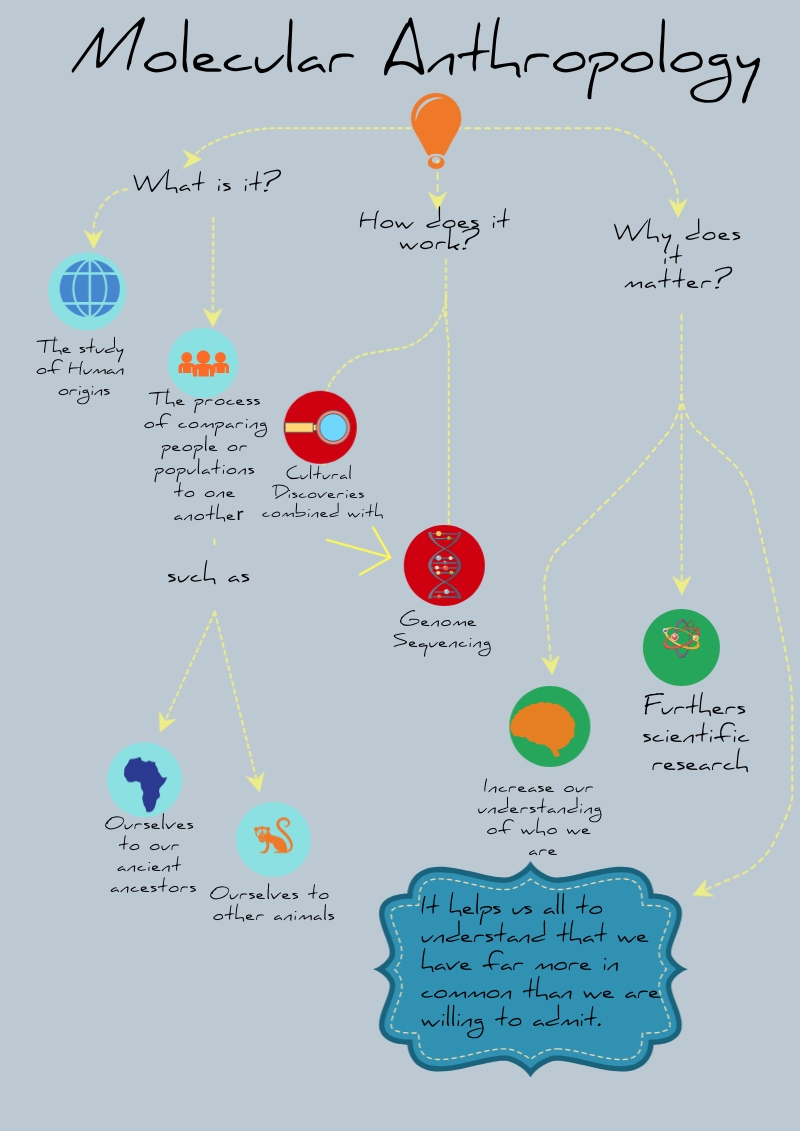 Molecular Anthropology
What is it?
The study
of Human
origins
The process
of comparing
people or
populations
to one
another
such as
Ourselves
to our
ancient
ancestors
Ourselves to
other animals
How does it
work?
Cultural
Discoveries
combined with
Genome
Sequencing
Why does
it
matter?
Increase our
understanding
of who we
are
Furthers
scientific
research
It helps us all to
understand that we
have far more in
common than we are
willing to admit.